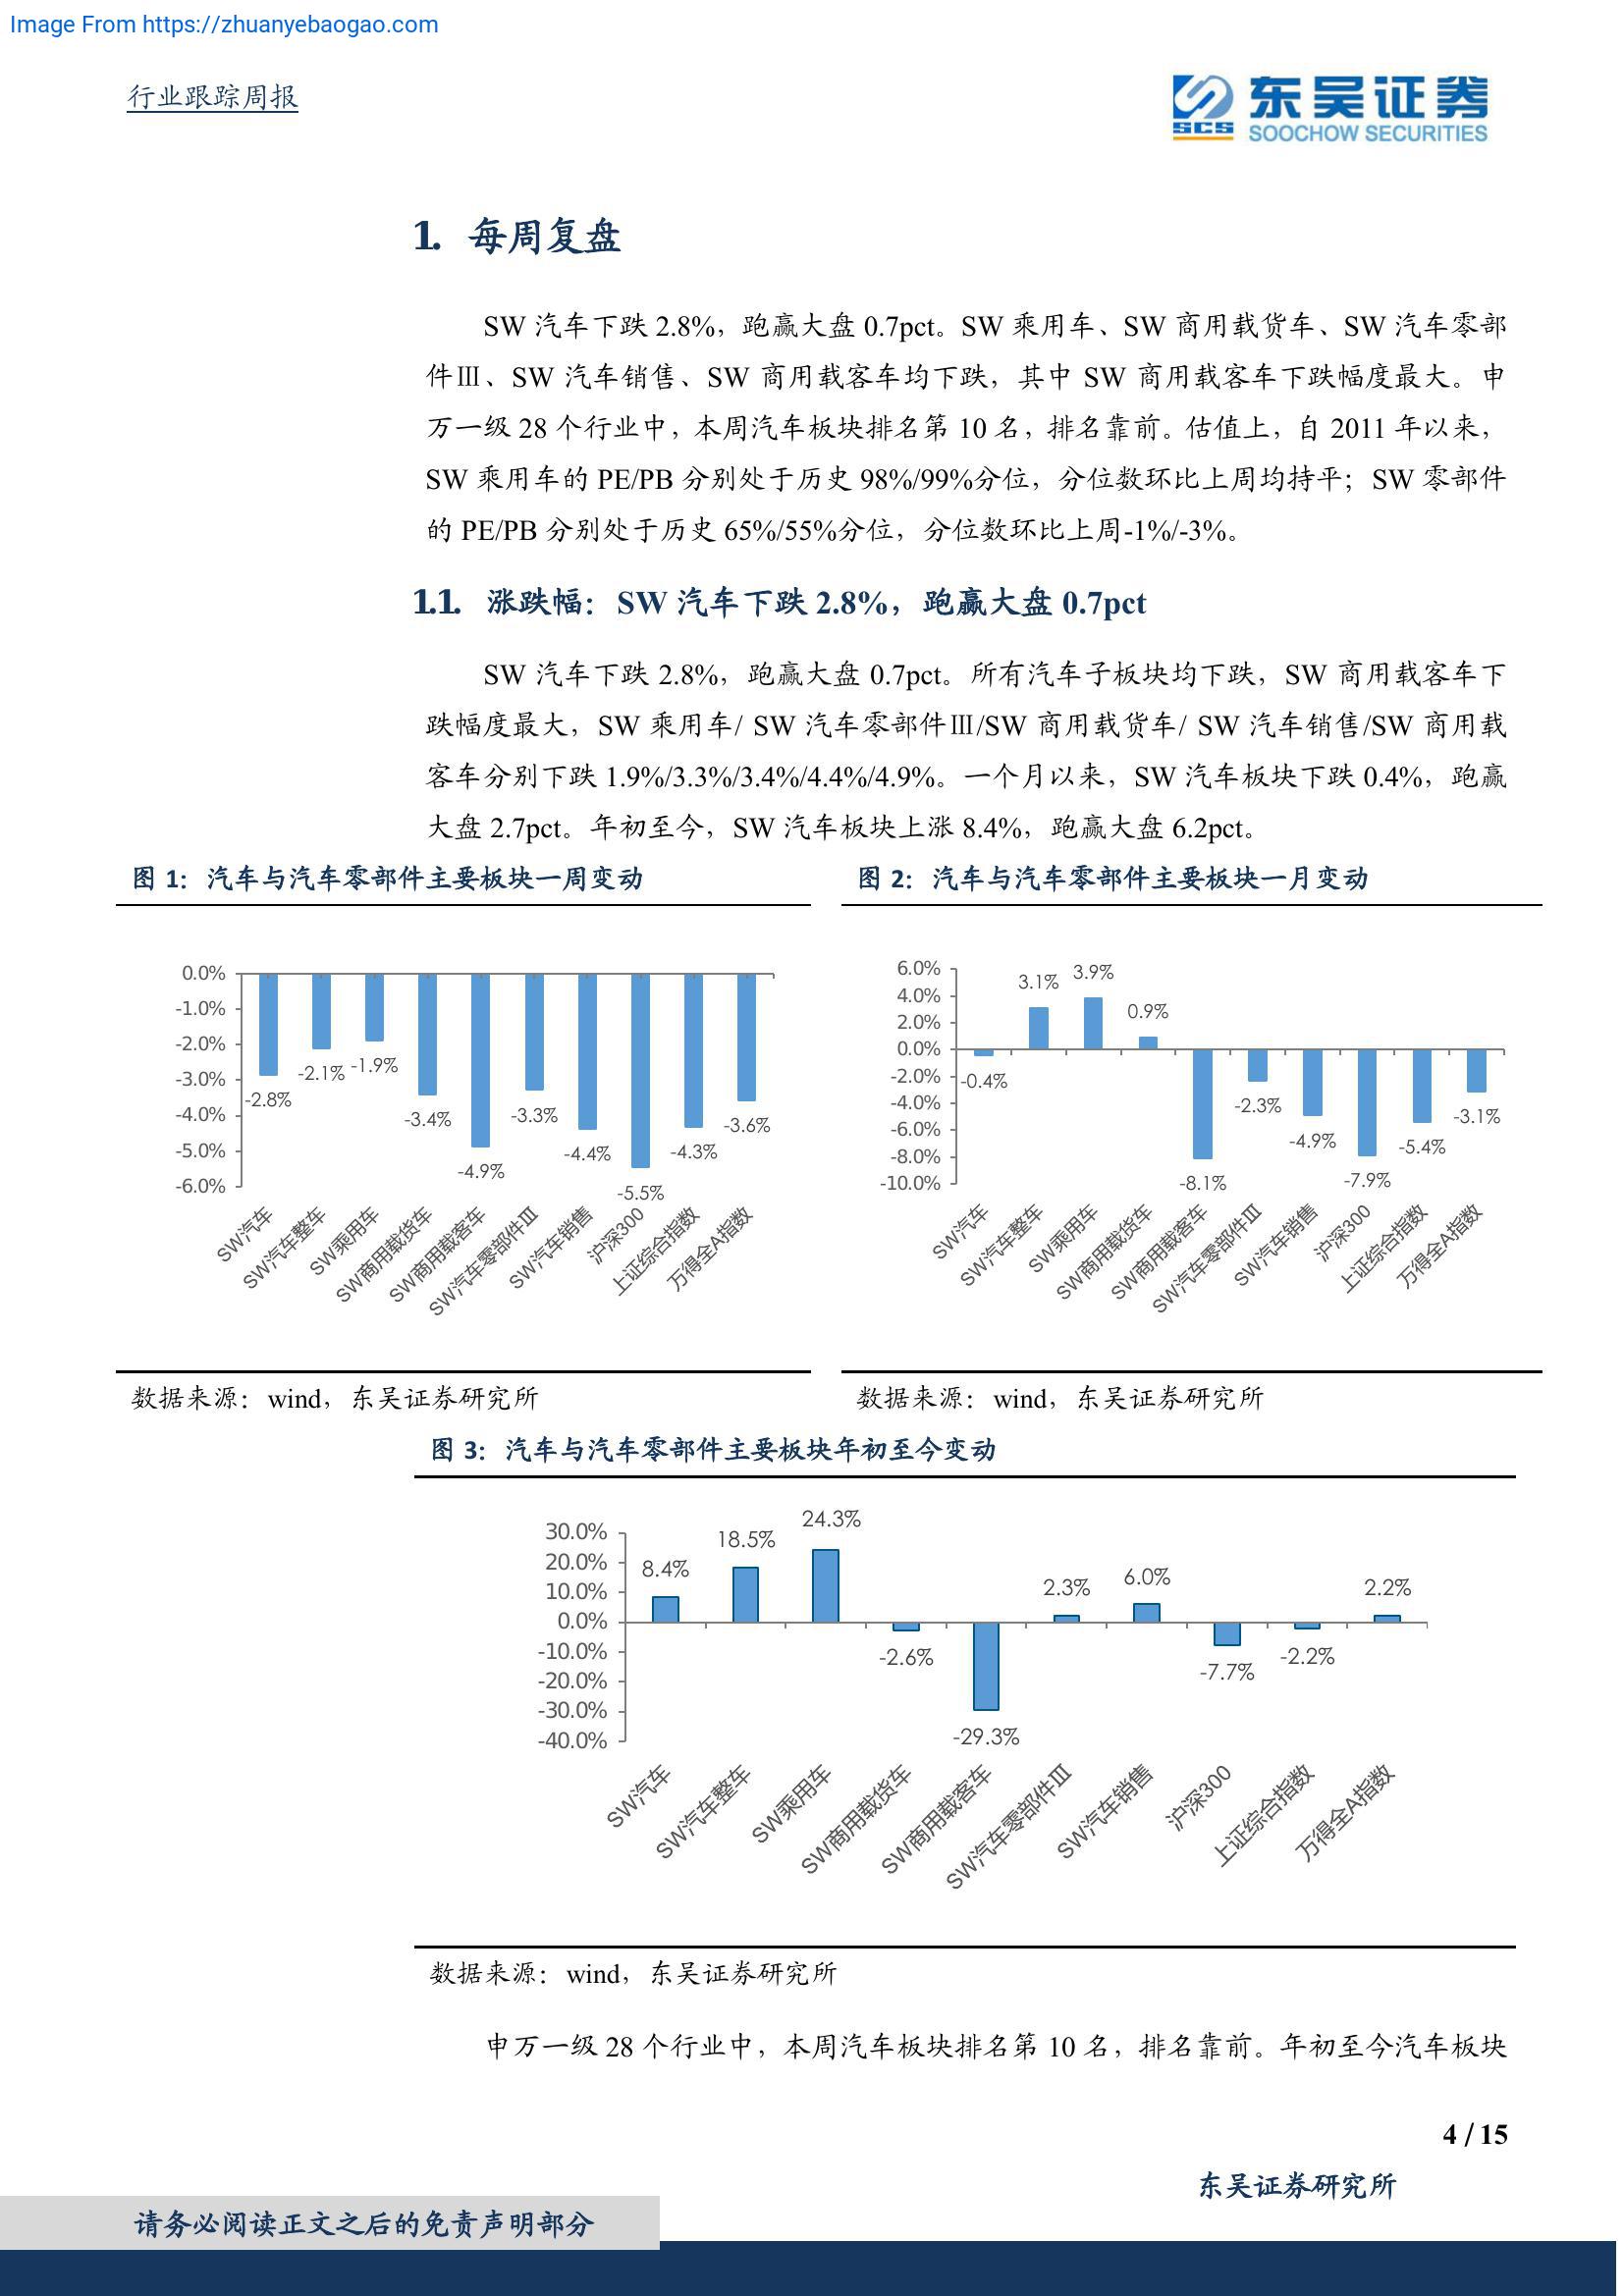 Image From https://zhuanyebaogao.com
行业跟踪周报
东吴证券
SCS
SOOCHOW SECURITIES
1. 每周复盘
SW 汽车下跌 2.8%，跑赢大盘 0.7pct。SW 乘用车、SW 商用载货车、SW 汽车零部
件Ⅲ、SW 汽车销售、SW 商用载客车均下跌，其中 SW 商用载客车下跌幅度最大。申
万一级 28 个行业中，本周汽车板块排名第 10 名，排名靠前。估值上，自 2011 年以来，
SW 乘用车的 PE/PB 分别处于历史 98%/99%分位，分位数环比上周均持平；SW 零部件
的 PE/PB 分别处于历史 65%/55%分位，分位数环比上周-1%/-3%。
1.1. 涨跌幅：SW 汽车下跌 2.8%，跑赢大盘 0.7pct
SW 汽车下跌 2.8%，跑赢大盘 0.7pct。所有汽车子板块均下跌，SW 商用载客车下
跌幅度最大，SW 乘用车/ SW 汽车零部件Ⅲ/SW 商用载货车/ SW 汽车销售/SW 商用载
客车分别下跌 1.9%/3.3%/3.4%/4.4%/4.9%。一个月以来，SW 汽车板块下跌 0.4%，跑赢
大盘 2.7pct。年初至今，SW 汽车板块上涨 8.4%，跑赢大盘 6.2pct。
图 1：汽车与汽车零部件主要板块一周变动
0.0%
-1.0%
-2.0%
-3.0%
-4.0%
-5.0%
-6.0%
-2.8%
-2.1%
-1.9%
-3.4%
-4.9%
-3.3%
-4.4%
-5.5%
-4.3%
-3.6%
SW汽车
SW汽车整车
SW乘用车
SW商用载货车
SW商用载客车
SW汽车零部件Ⅲ
SW汽车销售
沪深300
上证综合指数
万得全A指数
数据来源：wind，东吴证券研究所
图 2：汽车与汽车零部件主要板块一月变动
6.0%
4.0%
2.0%
0.0%
-2.0%
-4.0%
-6.0%
-8.0%
-10.0%
-0.4%
3.1%
3.9%
0.9%
-8.1%
-2.3%
-4.9%
-7.9%
-5.4%
-3.1%
SW汽车
SW汽车整车
SW乘用车
SW商用载货车
SW商用载客车
SW汽车零部件Ⅲ
SW汽车销售
沪深300
上证综合指数
万得全A指数
数据来源：wind，东吴证券研究所
图 3：汽车与汽车零部件主要板块年初至今变动
30.0%
20.0%
10.0%
0.0%
-10.0%
-20.0%
-30.0%
-40.0%
8.4%
18.5%
24.3%
-2.6%
-29.3%
2.3%
6.0%
-7.7%
-2.2%
2.2%
SW汽车
SW汽车整车
SW乘用车
SW商用载货车
SW商用载客车
SW汽车零部件Ⅲ
SW汽车销售
沪深300
上证综合指数
万得全A指数
数据来源：wind，东吴证券研究所
申万一级 28 个行业中，本周汽车板块排名第 10 名，排名靠前。年初至今汽车板块
4 / 15
东吴证券研究所
请务必阅读正文之后的免责声明部分